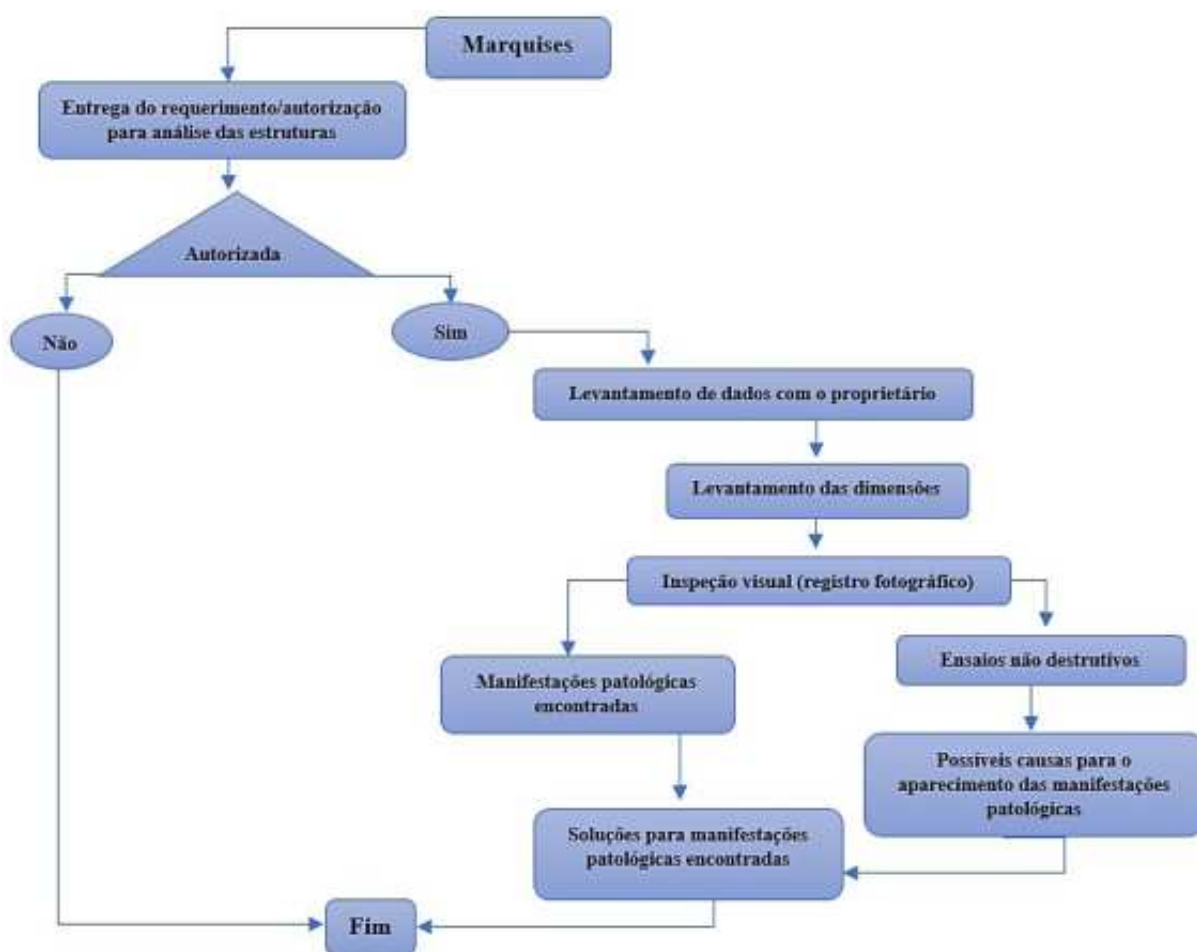 Marquises
Entrega do requerimento/autorização
para análise das estruturas
Autorizada
Não
Sim
Levantamento de dados com o proprietário
Levantamento das dimensões
Inspeção visual (registro fotográfico)
Manifestações patológicas
encontradas
Ensaios não destrutivos
Possíveis causas para o
aparecimento das manifestações
patológicas
Soluções para manifestações
patológicas encontradas
Fim